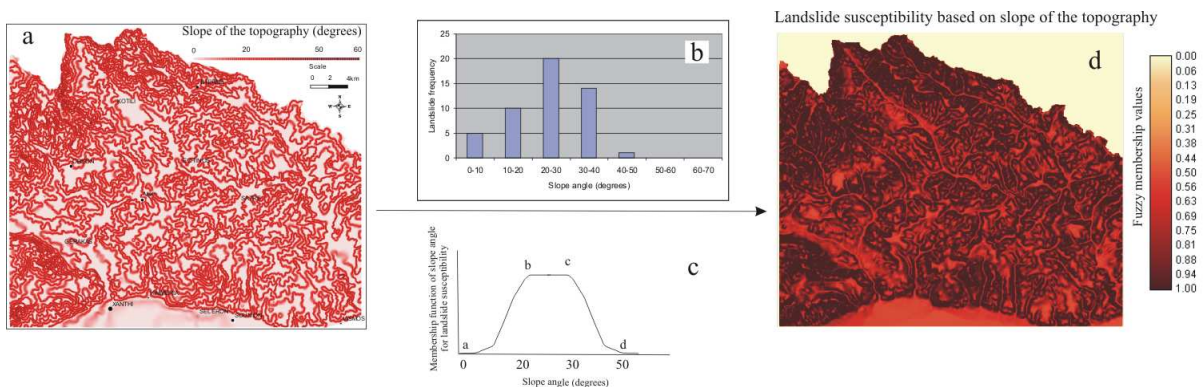 a
Slope of the topography (degrees)
0 20 50 60
Scale
0 2 4km
KOTILI
XANTHI
b
Landslide frequency
25
20
15
10
5
0
0-10 10-20 20-30 30-40 40-50 50-60 60-70
Slope angle (degrees)
c
Membership function of slope angle
for landslide susceptibility
a b c d
0 20 30 50
Slope angle (degrees)
Landslide susceptibility based on slope of the topography
d
0.00
0.06
0.13
0.19
0.25
0.31
0.38
0.44
0.50
0.56
0.63
0.69
0.75
0.81
0.88
0.94
1.00
Fuzzy membership values